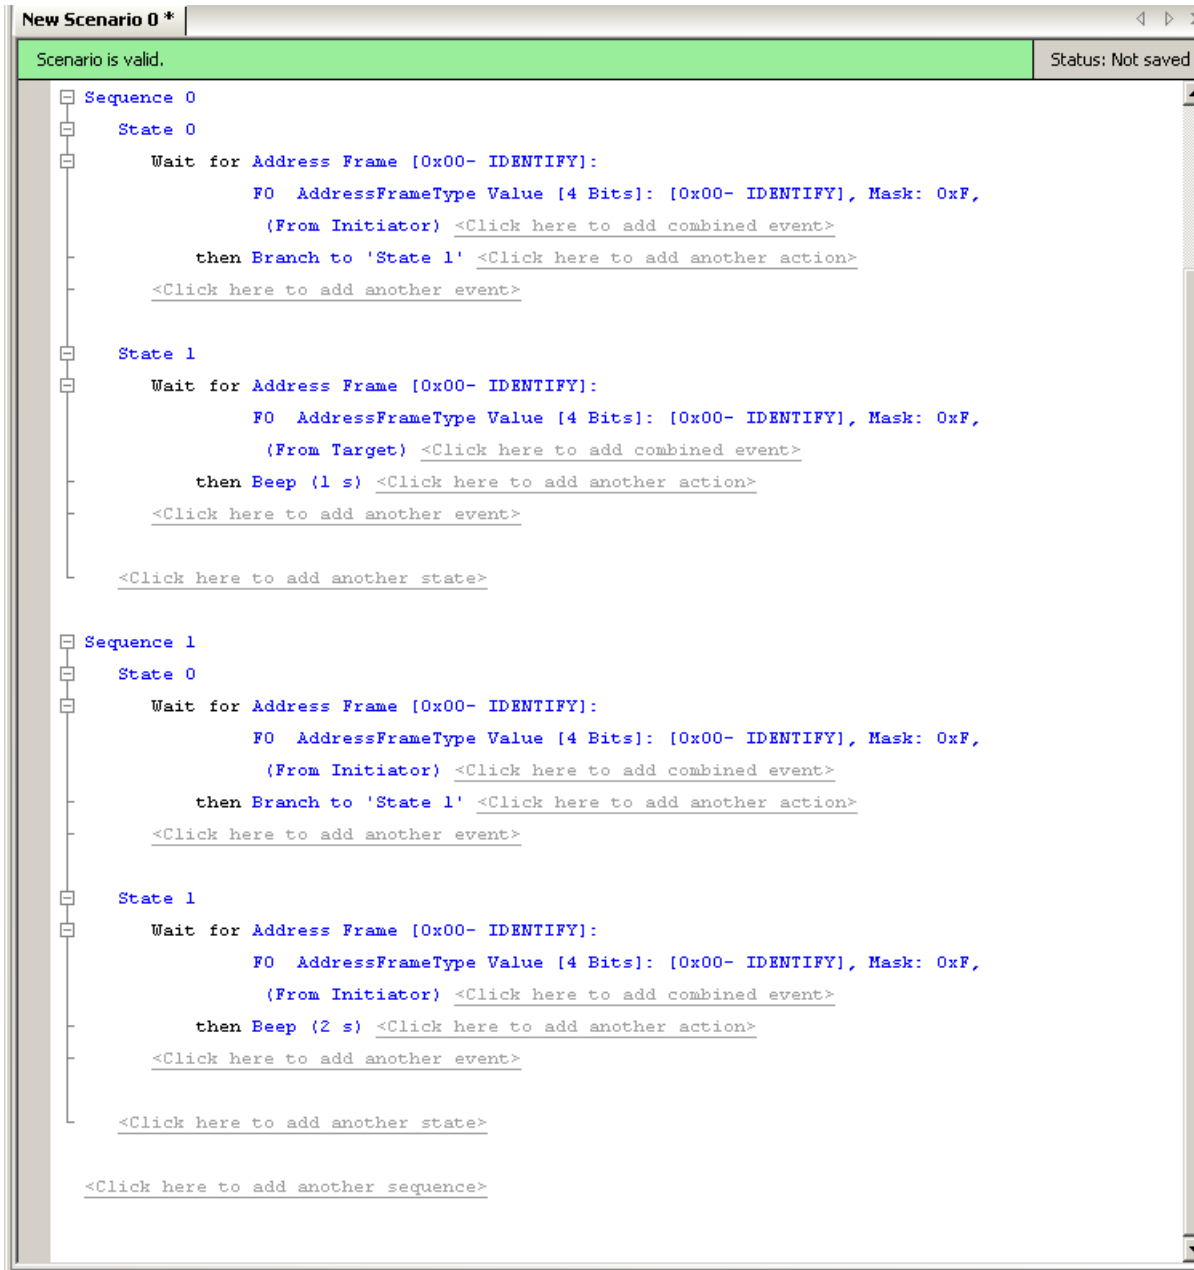 New Scenario 0 *
Scenario is valid.
Status: Not saved
Sequence 0
State 0
Wait for Address Frame [0x00- IDENTIFY]:
F0 AddressFrameType Value [4 Bits]: [0x00- IDENTIFY], Mask: 0xF,
(From Initiator) <Click here to add combined event>
then Branch to 'State 1' <Click here to add another action>
<Click here to add another event>
State 1
Wait for Address Frame [0x00- IDENTIFY]:
F0 AddressFrameType Value [4 Bits]: [0x00- IDENTIFY], Mask: 0xF,
(From Target) <Click here to add combined event>
then Beep (1 s) <Click here to add another action>
<Click here to add another event>
<Click here to add another state>
Sequence 1
State 0
Wait for Address Frame [0x00- IDENTIFY]:
F0 AddressFrameType Value [4 Bits]: [0x00- IDENTIFY], Mask: 0xF,
(From Initiator) <Click here to add combined event>
then Branch to 'State 1' <Click here to add another action>
<Click here to add another event>
State 1
Wait for Address Frame [0x00- IDENTIFY]:
F0 AddressFrameType Value [4 Bits]: [0x00- IDENTIFY], Mask: 0xF,
(From Initiator) <Click here to add combined event>
then Beep (2 s) <Click here to add another action>
<Click here to add another event>
<Click here to add another state>
<Click here to add another sequence>